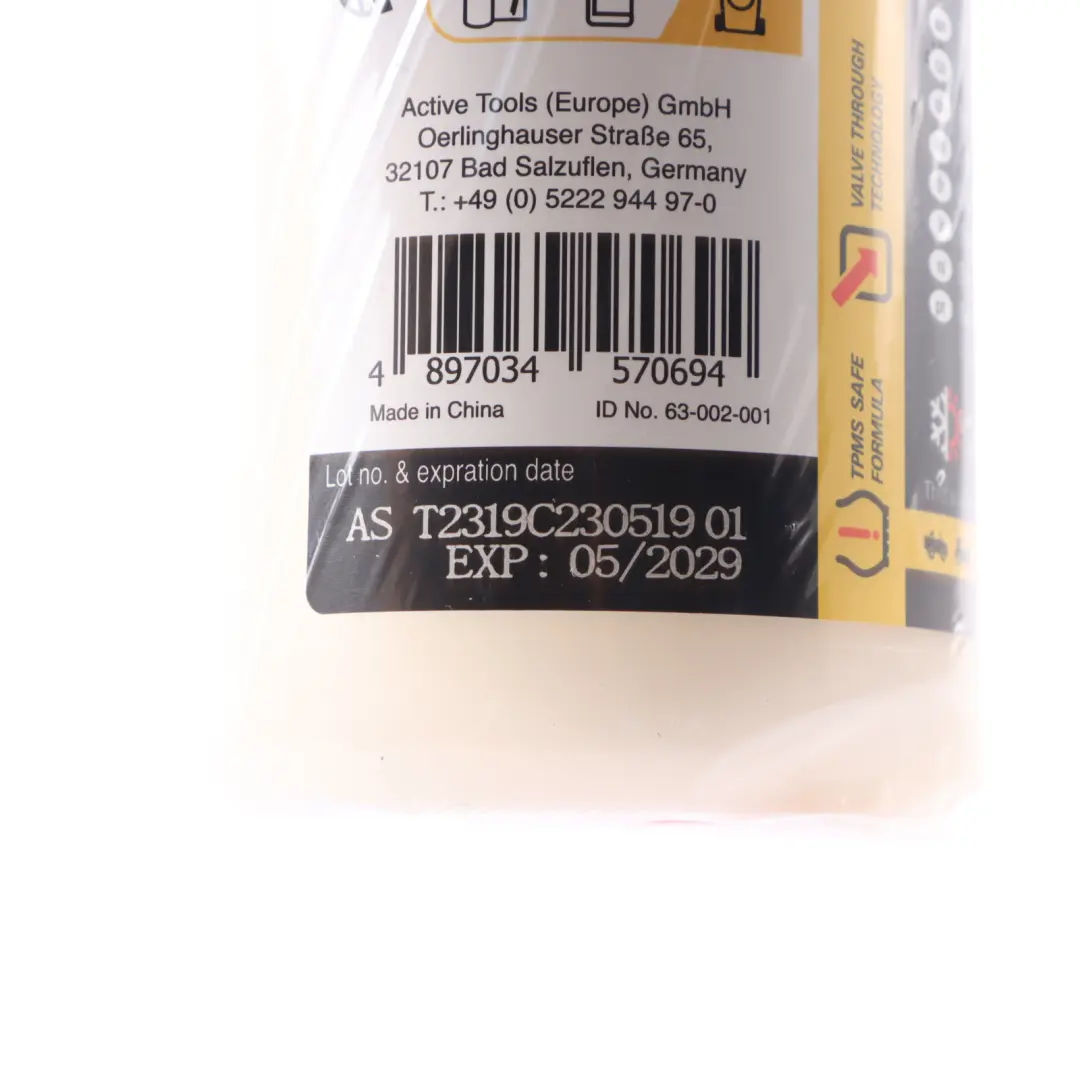 Active Tools (Europe) GmbH
Oerlinghauser Straße 65,
32107 Bad Salzuflen, Germany
T.: +49 (0) 5222 944 97-0
4 897034 570694
Made in China
ID No. 63-002-001
Lot no. & expration date
AS T2319C230519 01
EXP: 05/2029
VALVE THROUGH
TECHNOLOGY
TPMS SAFE
FORMULA